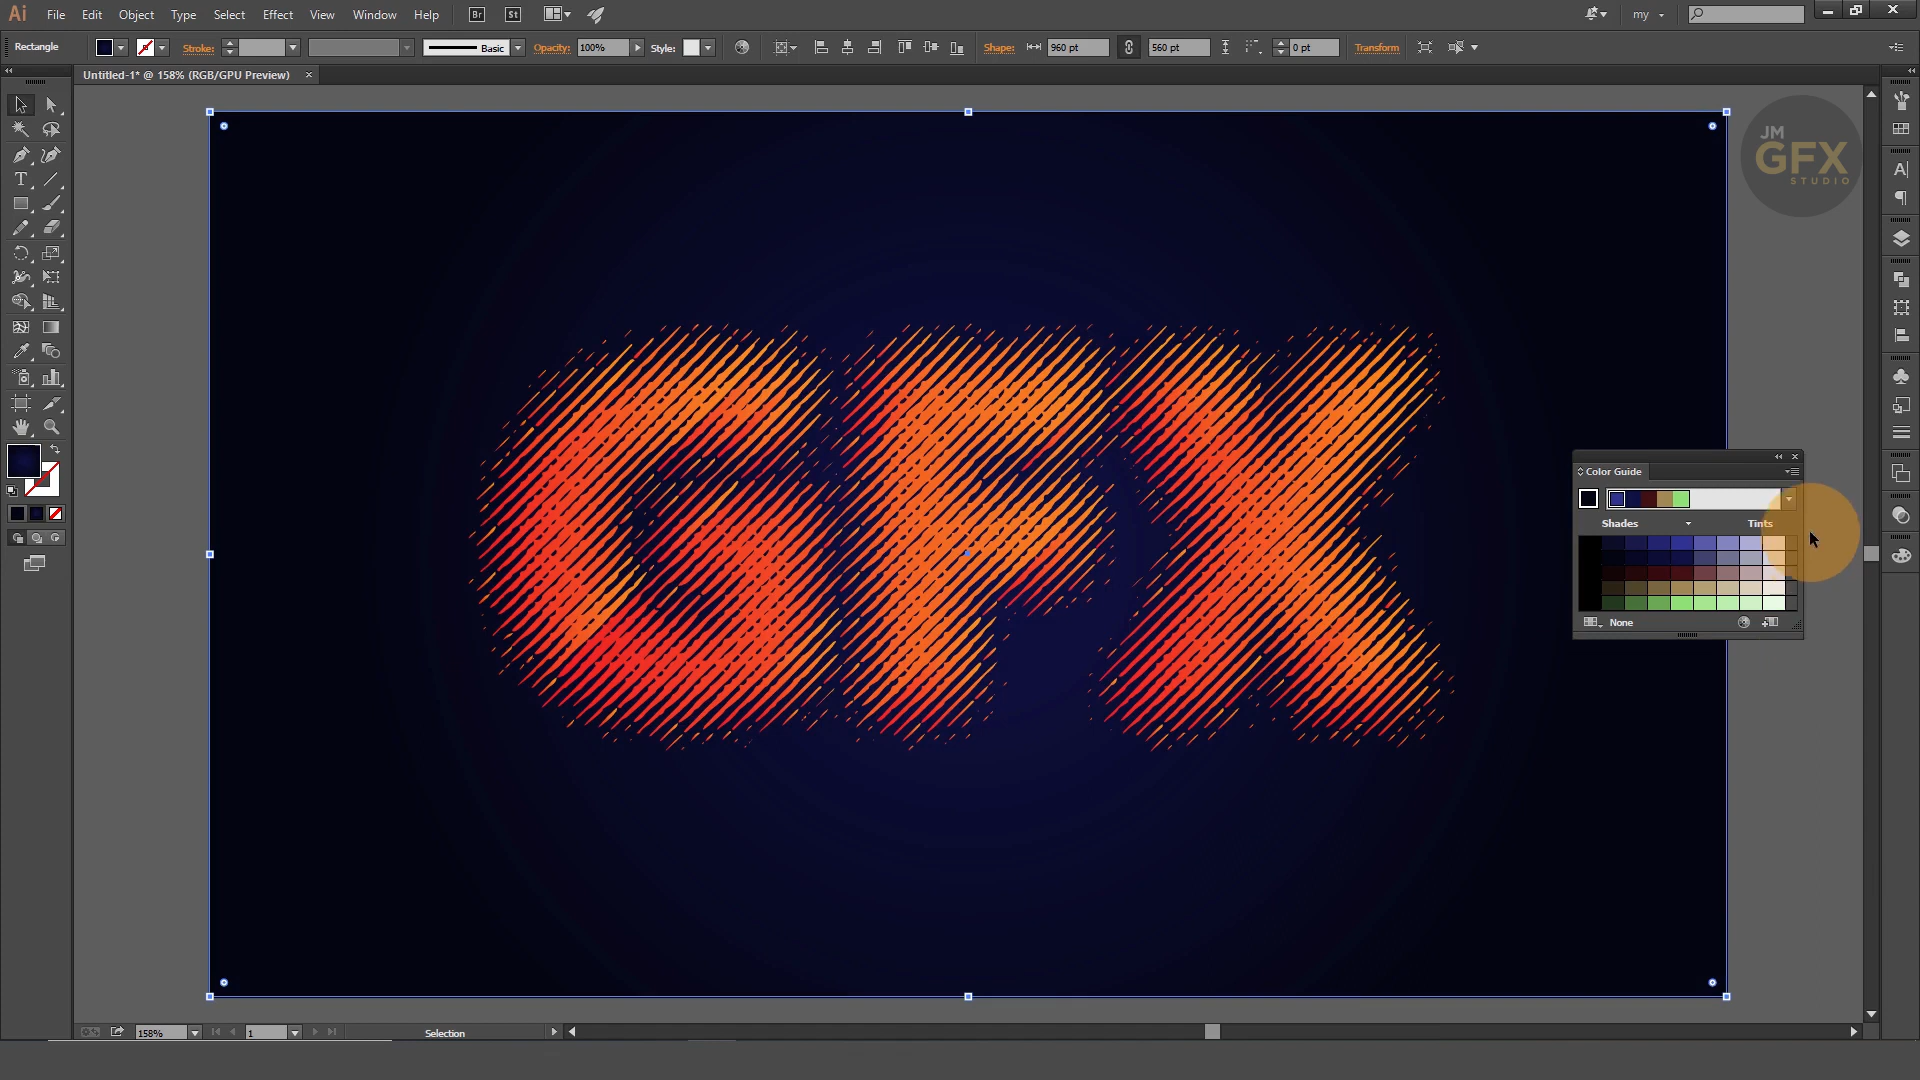 Ai File Edit Object Type Select Effect View Window Help Br St my
Rectangle Stroke: Basic Opacity: 100% Style: Shape: 960 pt 560 pt 0 pt Transform
Untitled-1* @ 158% (RGB/GPU Preview) ×
JM
GFX
STUDIO
GFX
Color Guide
Shades Tints
None
158% 1 Selection